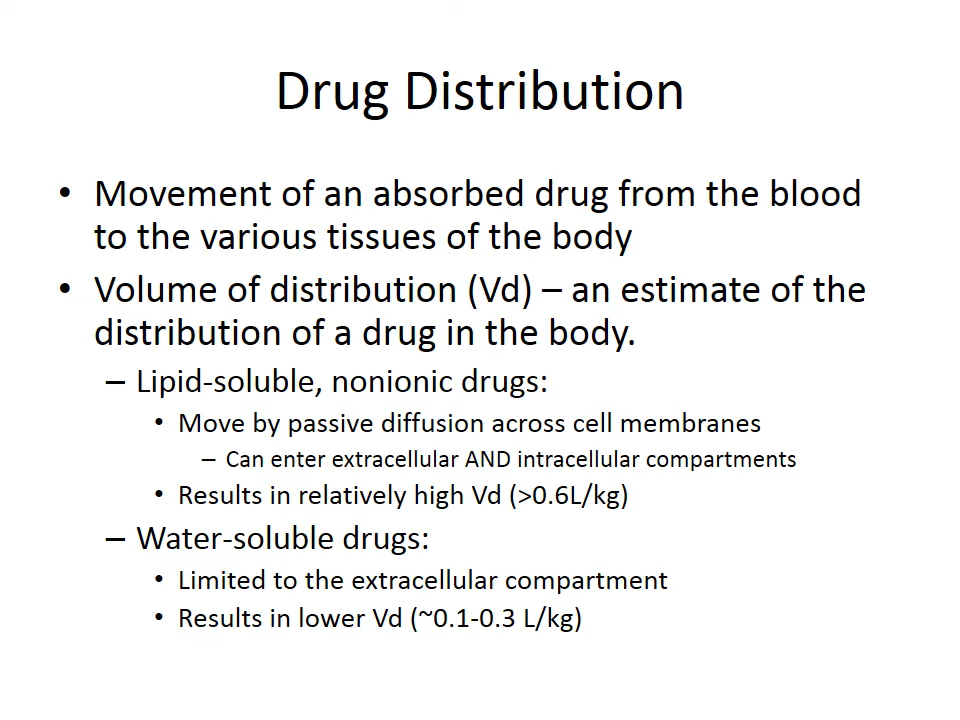 Drug Distribution
• Movement of an absorbed drug from the blood
to the various tissues of the body
• Volume of distribution (Vd) – an estimate of the
distribution of a drug in the body.
– Lipid-soluble, nonionic drugs:
• Move by passive diffusion across cell membranes
– Can enter extracellular AND intracellular compartments
• Results in relatively high Vd (>0.6L/kg)
– Water-soluble drugs:
• Limited to the extracellular compartment
• Results in lower Vd (~0.1-0.3 L/kg)